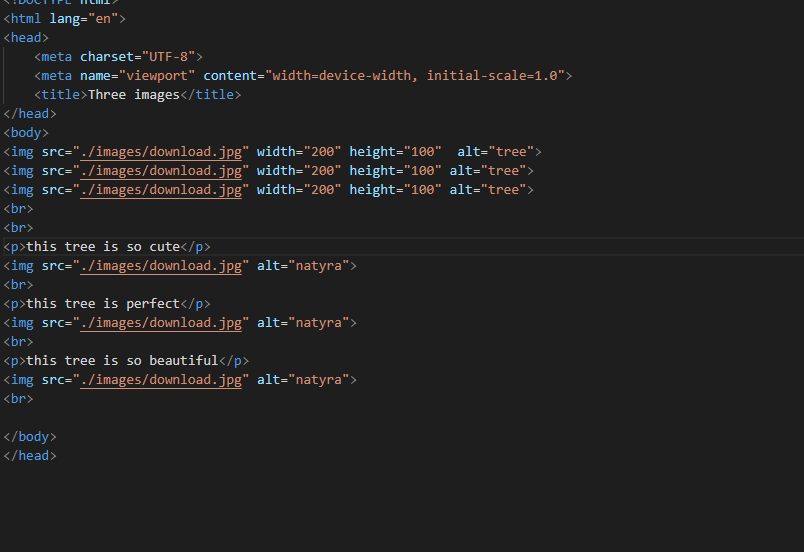 <!DOCTYPE html>
<html lang="en">
<head>
    <meta charset="UTF-8">
    <meta name="viewport" content="width=device-width, initial-scale=1.0">
    <title>Three images</title>
</head>
<body>
<img src="./images/download.jpg" width="200" height="100"  alt="tree">
<img src="./images/download.jpg" width="200" height="100" alt="tree">
<img src="./images/download.jpg" width="200" height="100" alt="tree">
<br>
<br>
<p>this tree is so cute</p>
<img src="./images/download.jpg" alt="natyra">
<br>
<p>this tree is perfect</p>
<img src="./images/download.jpg" alt="natyra">
<br>
<p>this tree is so beautiful</p>
<img src="./images/download.jpg" alt="natyra">
<br>
</body>
</head>